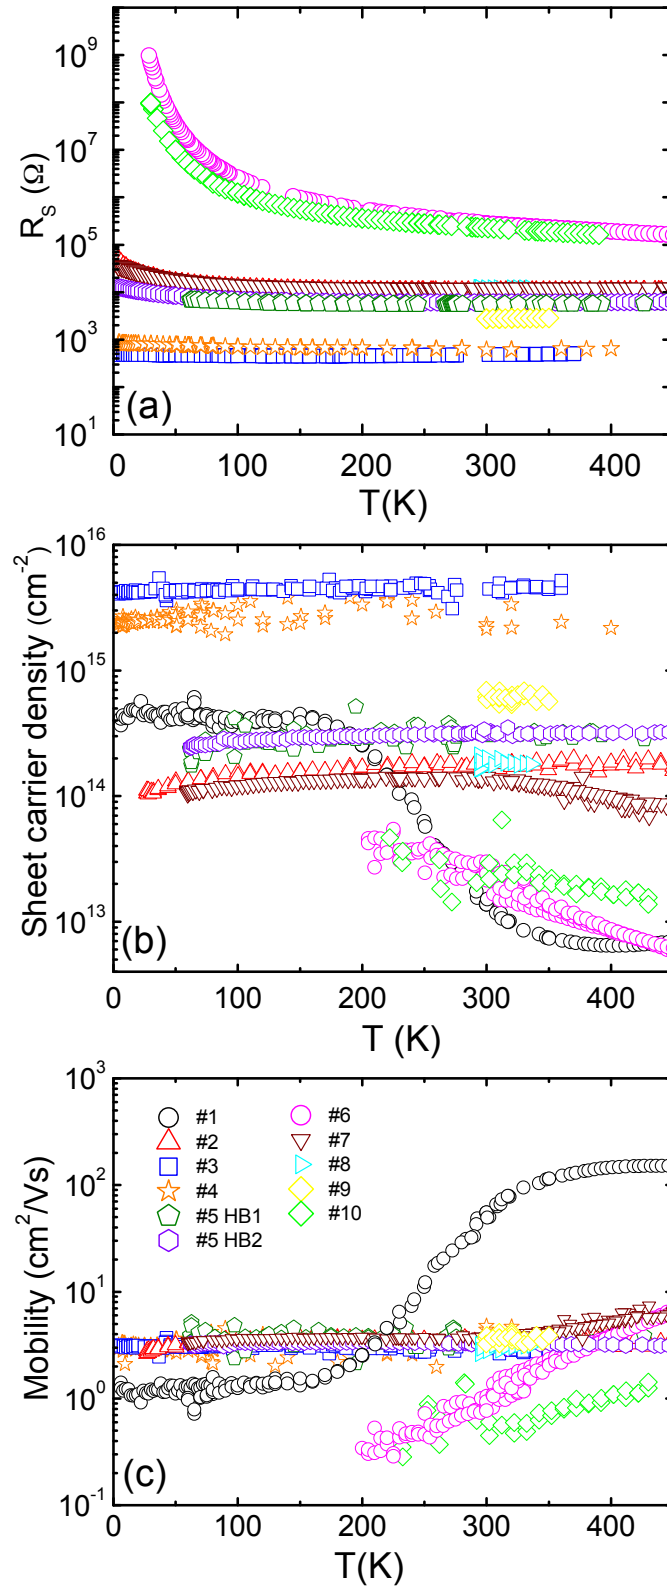 10^9
10^7
10^5
10^3
10^1
R_S (Ω)
(a)
0 100 200 300 400
T(K)
10^16
10^15
10^14
10^13
Sheet carrier density (cm^-2)
(b)
0 100 200 300 400
T (K)
10^3
10^2
10^1
10^0
10^-1
Mobility (cm^2/Vs)
#1
#2
#3
#4
#5 HB1
#5 HB2
#6
#7
#8
#9
#10
(c)
0 100 200 300 400
T(K)